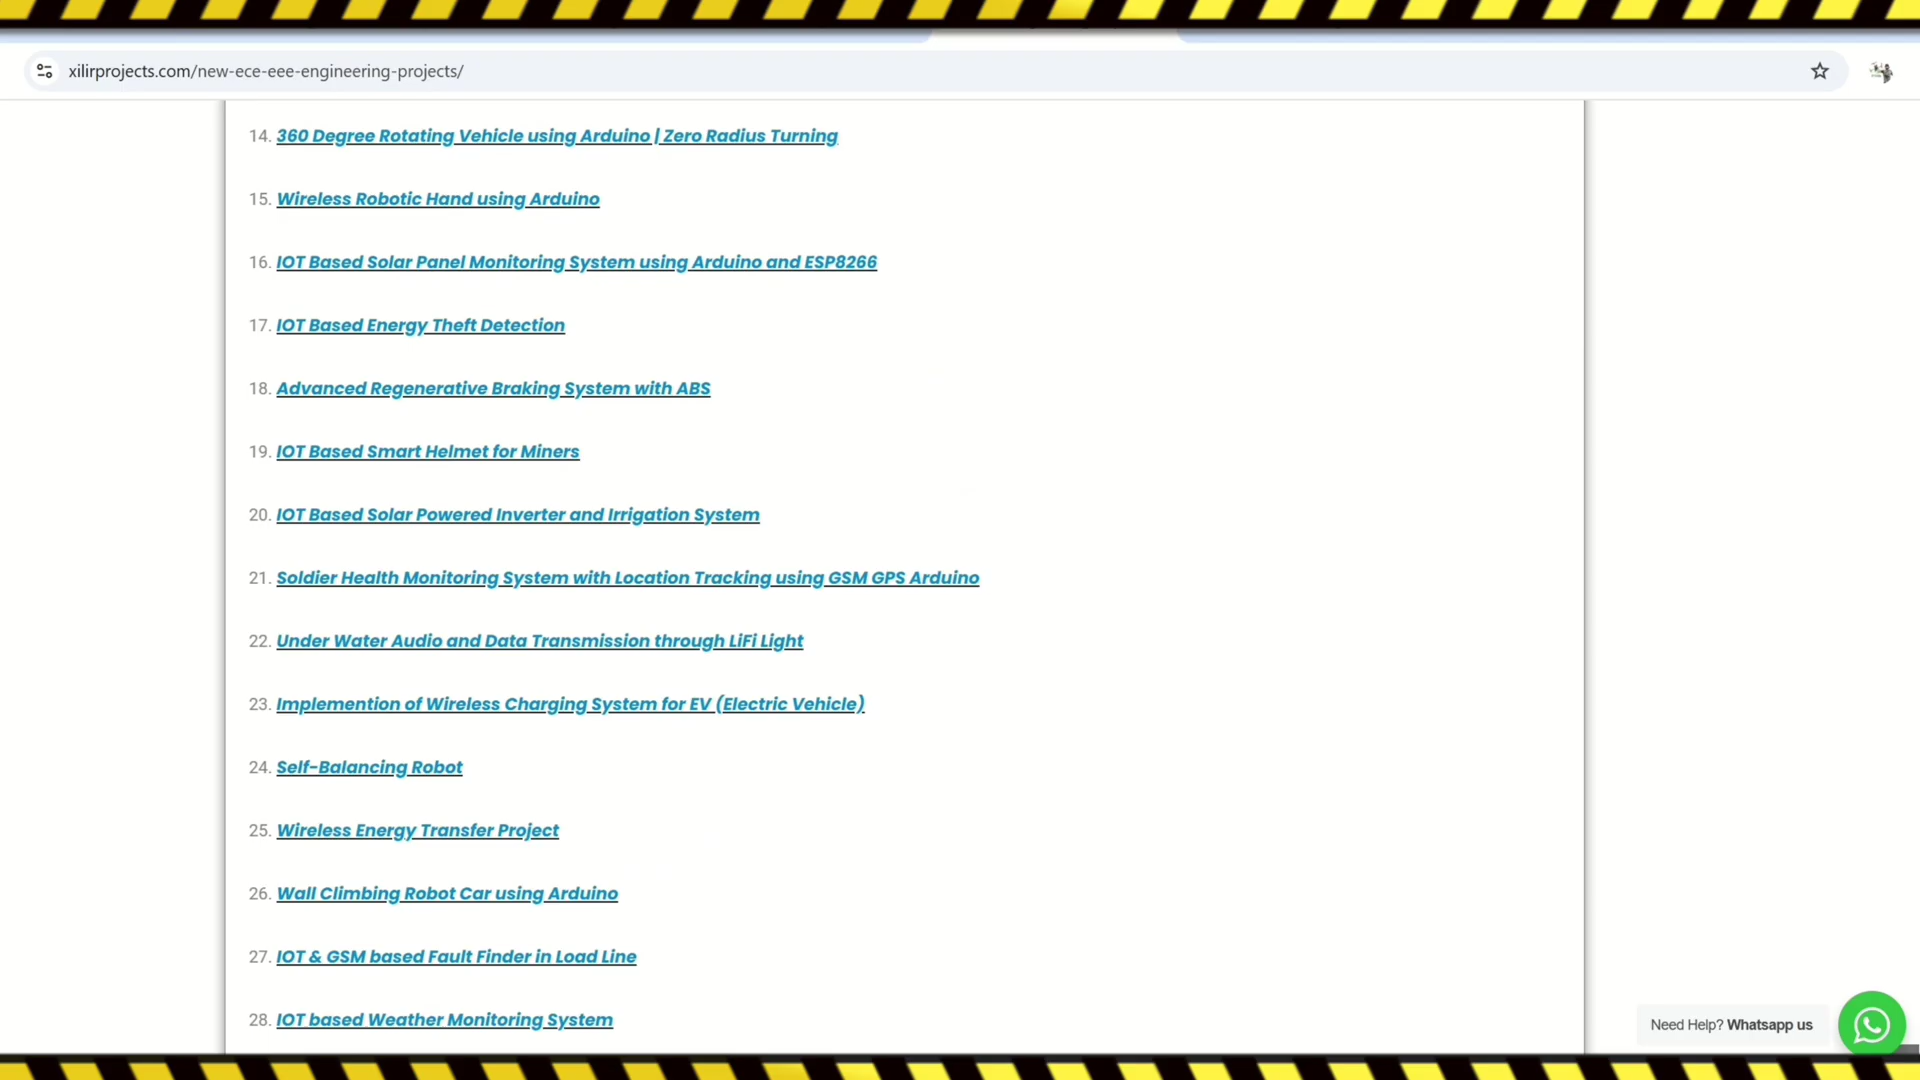 xilirprojects.com/new-ece-eee-engineering-projects/
14. 360 Degree Rotating Vehicle using Arduino | Zero Radius Turning
15. Wireless Robotic Hand using Arduino
16. IOT Based Solar Panel Monitoring System using Arduino and ESP8266
17. IOT Based Energy Theft Detection
18. Advanced Regenerative Braking System with ABS
19. IOT Based Smart Helmet for Miners
20. IOT Based Solar Powered Inverter and Irrigation System
21. Soldier Health Monitoring System with Location Tracking using GSM GPS Arduino
22. Under Water Audio and Data Transmission through LiFi Light
23. Implemention of Wireless Charging System for EV (Electric Vehicle)
24. Self-Balancing Robot
25. Wireless Energy Transfer Project
26. Wall Climbing Robot Car using Arduino
27. IOT & GSM based Fault Finder in Load Line
28. IOT based Weather Monitoring System
Need Help? Whatsapp us